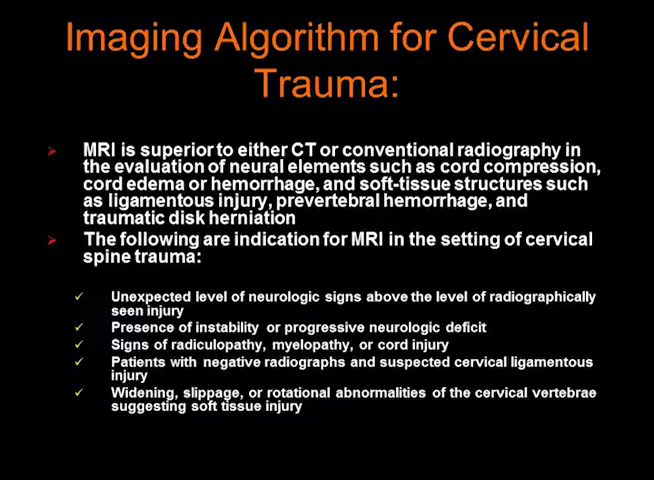 Imaging Algorithm for Cervical
Trauma:
MRI is superior to either CT or conventional radiography in
the evaluation of neural elements such as cord compression,
cord edema or hemorrhage, and soft-tissue structures such
as ligamentous injury, prevertebral hemorrhage, and
traumatic disk herniation
The following are indication for MRI in the setting of cervical
spine trauma:
Unexpected level of neurologic signs above the level of radiographically
seen injury
Presence of instability or progressive neurologic deficit
Signs of radiculopathy, myelopathy, or cord injury
Patients with negative radiographs and suspected cervical ligamentous
injury
Widening, slippage, or rotational abnormalities of the cervical vertebrae
suggesting soft tissue injury